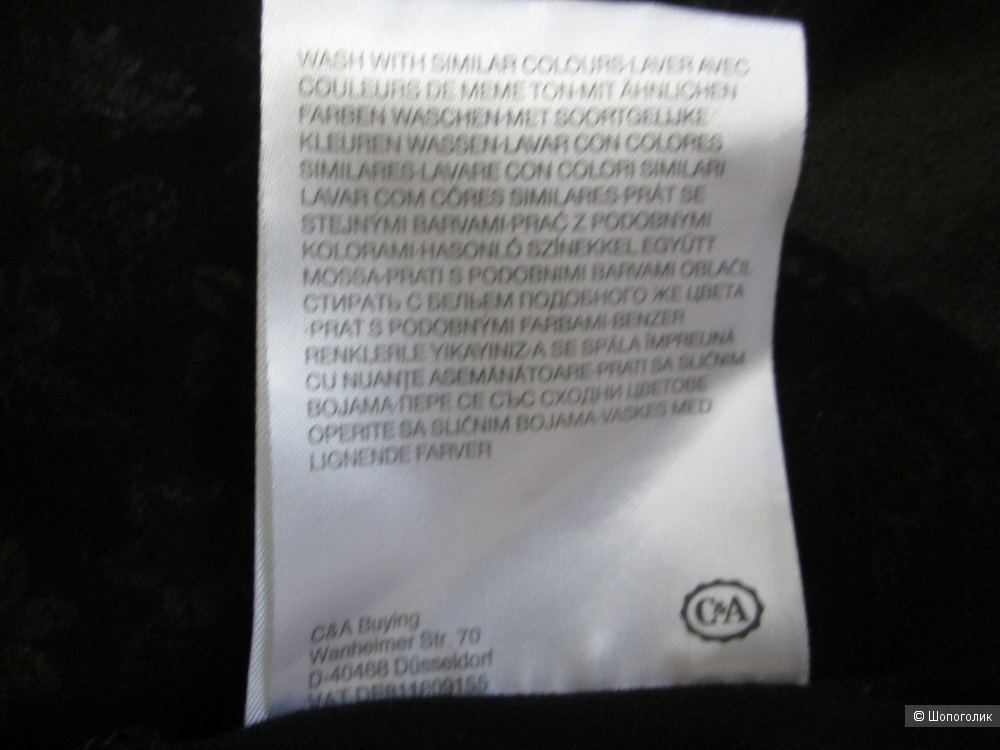 WASH WITH SIMILAR COLOURS-LAVER AVEC
COULEURS DE MEME TON-MIT ÄHNLICHEN
FARBEN WASCHEN-MET SOORTGELIJKE
KLEUREN WASSEN-LAVAR CON COLORES
SIMILARES-LAVARE CON COLORI SIMILARI
LAVAR COM CÔRES SIMILARES-PRÁT SE
STEJNÝMI BARVAMI-PRAĆ Z PODOBNYMI
KOLORAMI-HASONLÓ SZÍNEKKEL EGYÜTT
MOSSA-PRATI S PODOBNIMI BARVAMI OBLAČIL
СТИРАТЬ С БЕЛЬЕМ ПОДОБНОГО ЖЕ ЦВЕТА
-PRAŤ S PODOBNÝMI FARBAMI-BENZER
RENKLERLE YIKAYINIZ-A SE SPĂLA ÎMPREUNĂ
CU NUANŢE ASEMĂNĂTOARE-PRATI SA SLIČNIM
BOJAMA-ПЕРЕ СЕ СЪС СХОДНИ ЦВЕТОВЕ
OPERITE SA SLIČNIM BOJAMA-VASKES MED
LIGNENDE FARVER
C&A Buying
Wanheimer Str. 70
D-40468 Düsseldorf
VAT DE811609155
C&A
© Шопоголик